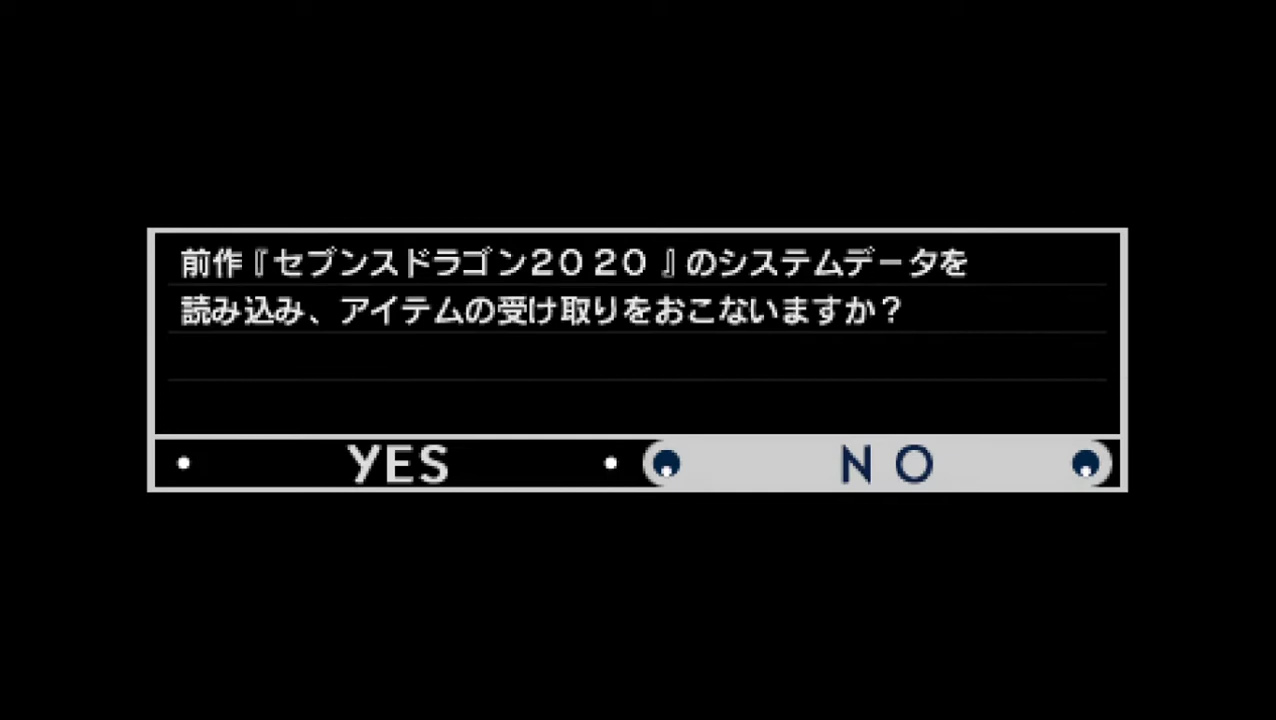 前作『セブンスドラゴン２０２０』のシステムデータを
読み込み、アイテムの受け取りをおこないますか？
YES
NO